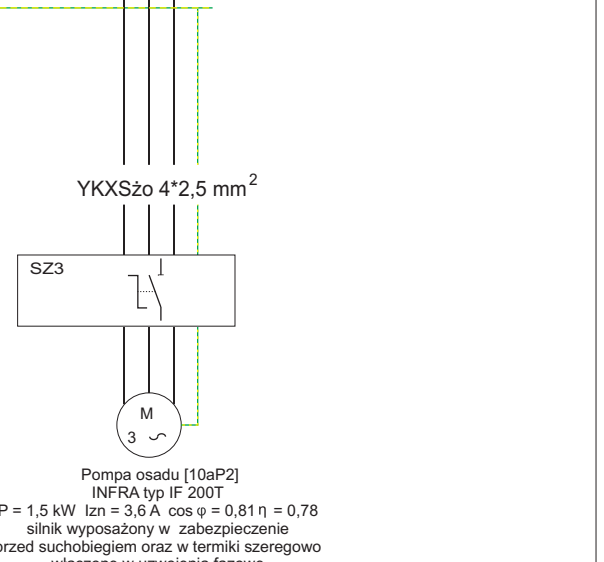 YKXSżo 4*2,5 mm²
SZ3
M
3
Pompa osadu [10aP2]
INFRA typ IF 200T
P = 1,5 kW Izn = 3,6 A cos φ = 0,81 η = 0,78
silnik wyposażony w zabezpieczenie
przed suchobiegiem oraz w termiki szeregowo